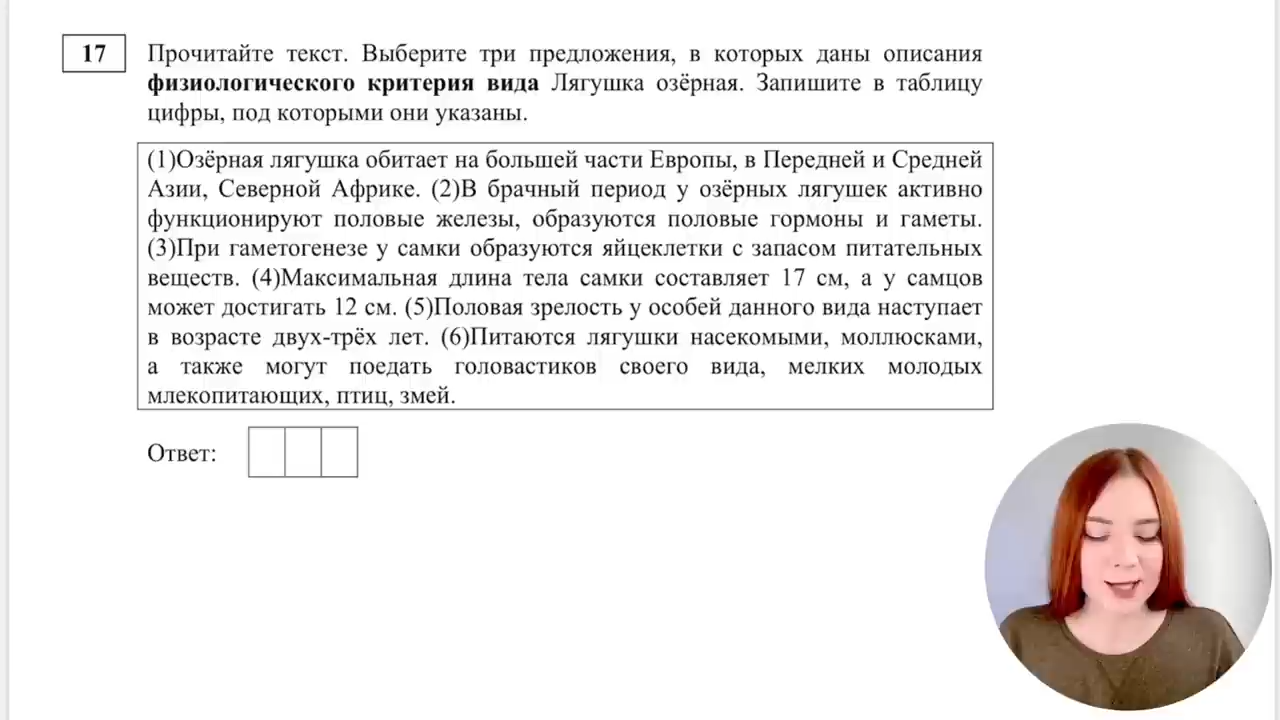 17
Прочитайте текст. Выберите три предложения, в которых даны описания
физиологического критерия вида Лягушка озёрная. Запишите в таблицу
цифры, под которыми они указаны.
(1)Озёрная лягушка обитает на большей части Европы, в Передней и Средней
Азии, Северной Африке. (2)В брачный период у озёрных лягушек активно
функционируют половые железы, образуются половые гормоны и гаметы.
(3)При гаметогенезе у самки образуются яйцеклетки с запасом питательных
веществ. (4)Максимальная длина тела самки составляет 17 см, а у самцов
может достигать 12 см. (5)Половая зрелость у особей данного вида наступает
в возрасте двух-трёх лет. (6)Питаются лягушки насекомыми, моллюсками,
а также могут поедать головастиков своего вида, мелких молодых
млекопитающих, птиц, змей.
Ответ: